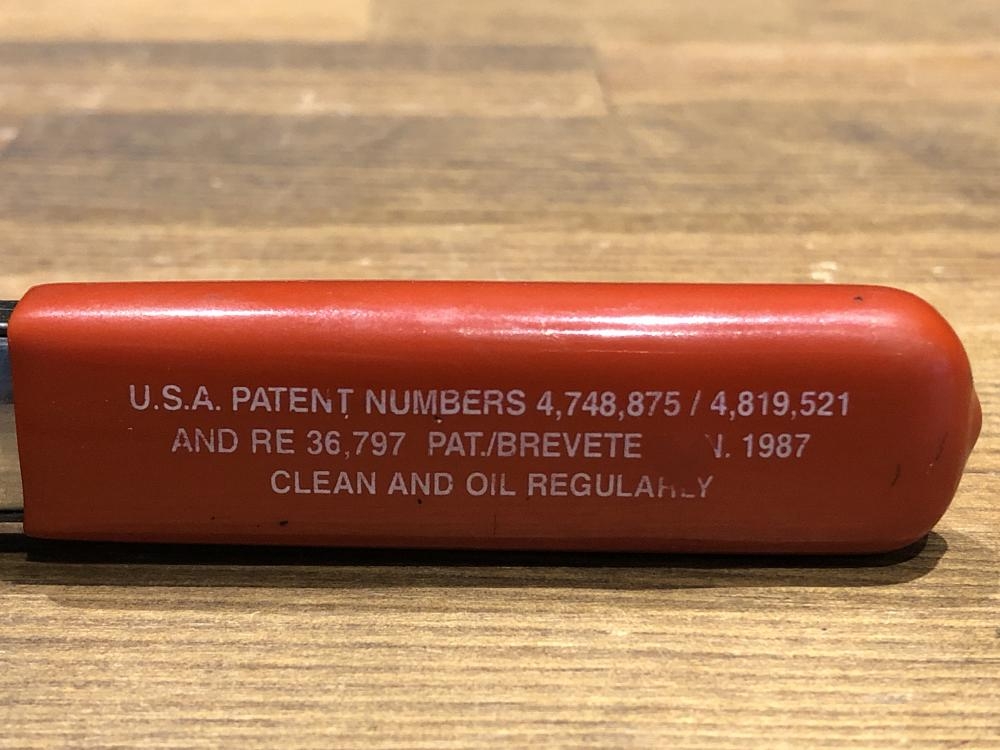 U.S.A. PATENT NUMBERS 4,748,875 / 4,819,521
AND RE 36,797 PAT./BREVETE 1987
CLEAN AND OIL REGULARLY